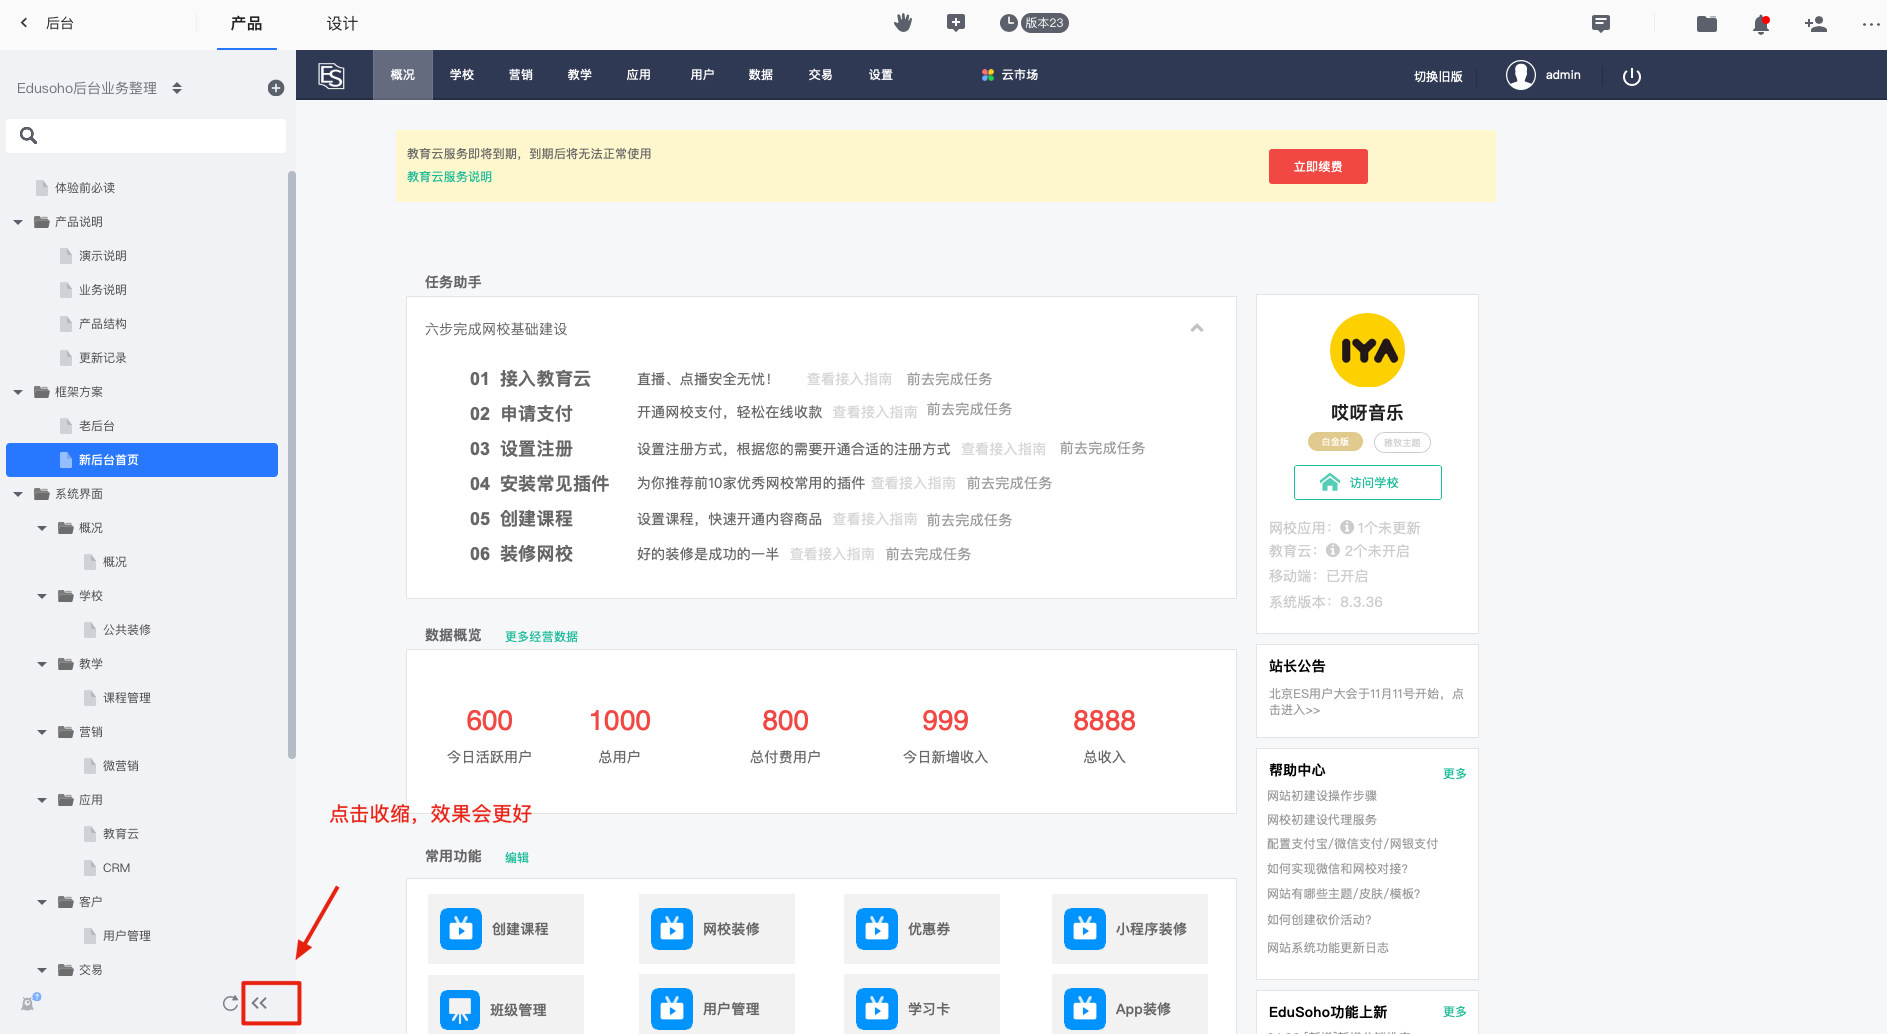 后台
产品
设计
版本23
Edusoho后台业务整理
体验前必读
产品说明
演示说明
业务说明
产品结构
更新记录
框架方案
老后台
新后台首页
系统界面
概况
概况
学校
公共装修
教学
课程管理
营销
微营销
应用
教育云
CRM
客户
用户管理
交易
ES
概况
学校
营销
教学
应用
用户
数据
交易
设置
云市场
切换旧版
admin
教育云服务即将到期，到期后将无法正常使用
教育云服务说明
立即续费
任务助手
六步完成网校基础建设
01 接入教育云 直播、点播安全无忧！ 查看接入指南 前去完成任务
02 申请支付 开通网校支付，轻松在线收款 查看接入指南 前去完成任务
03 设置注册 设置注册方式，根据您的需要开通合适的注册方式 查看接入指南 前去完成任务
04 安装常见插件 为你推荐前10家优秀网校常用的插件 查看接入指南 前去完成任务
05 创建课程 设置课程，快速开通内容商品 查看接入指南 前去完成任务
06 装修网校 好的装修是成功的一半 查看接入指南 前去完成任务
数据概览 更多经营数据
600 1000 800 999 8888
今日活跃用户 总用户 总付费用户 今日新增收入 总收入
点击收缩，效果会更好
常用功能 编辑
创建课程 网校装修 优惠券 小程序装修
班级管理 用户管理 学习卡 App装修
IYA
哎呀音乐
白金版 雅致主题
访问学校
网校应用： 1个未更新
教育云： 2个未开启
移动端：已开启
系统版本：8.3.36
站长公告
北京ES用户大会于11月11号开始，点
击进入>>
帮助中心 更多
网站初建设操作步骤
网校初建设代理服务
配置支付宝/微信支付/网银支付
如何实现微信和网校对接?
网站有哪些主题/皮肤/模板?
如何创建砍价活动?
网站系统功能更新日志
EduSoho功能上新 更多